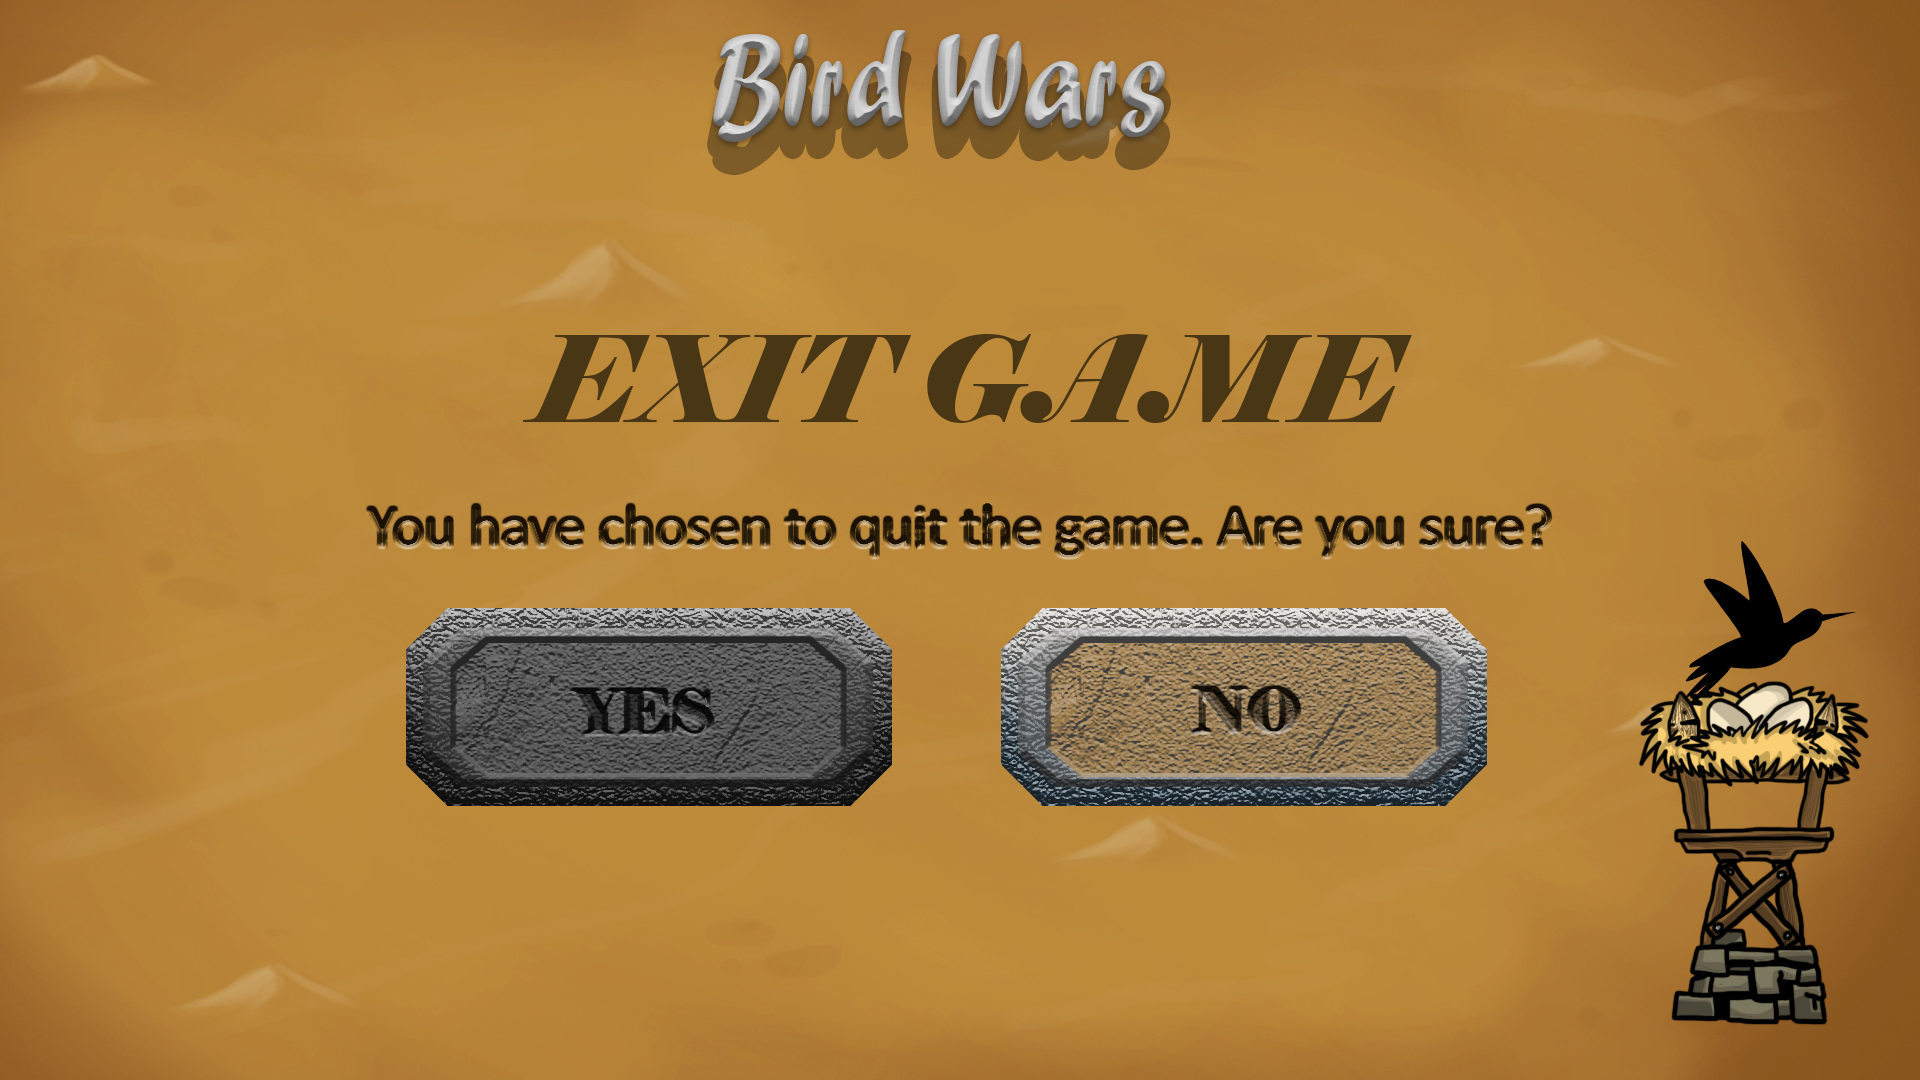 Bird Wars
EXIT GAME
You have chosen to quit the game. Are you sure?
YES
NO